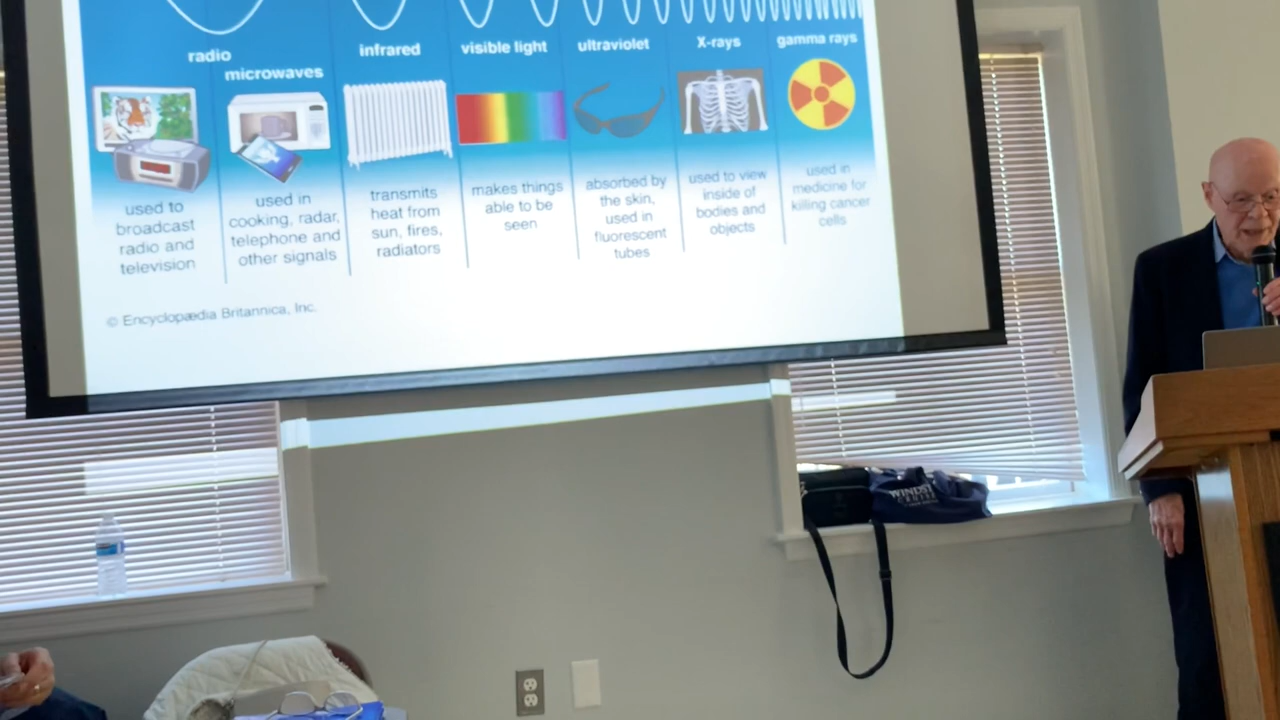 radio
microwaves
infrared
visible light
ultraviolet
X-rays
gamma rays
used to
broadcast
radio and
television
used in
cooking, radar,
telephone and
other signals
transmits
heat from
sun, fires,
radiators
makes things
able to be
seen
absorbed by
the skin,
used in
fluorescent
tubes
used to view
inside of
bodies and
objects
used in
medicine for
killing cancer
cells
© Encyclopædia Britannica, Inc.